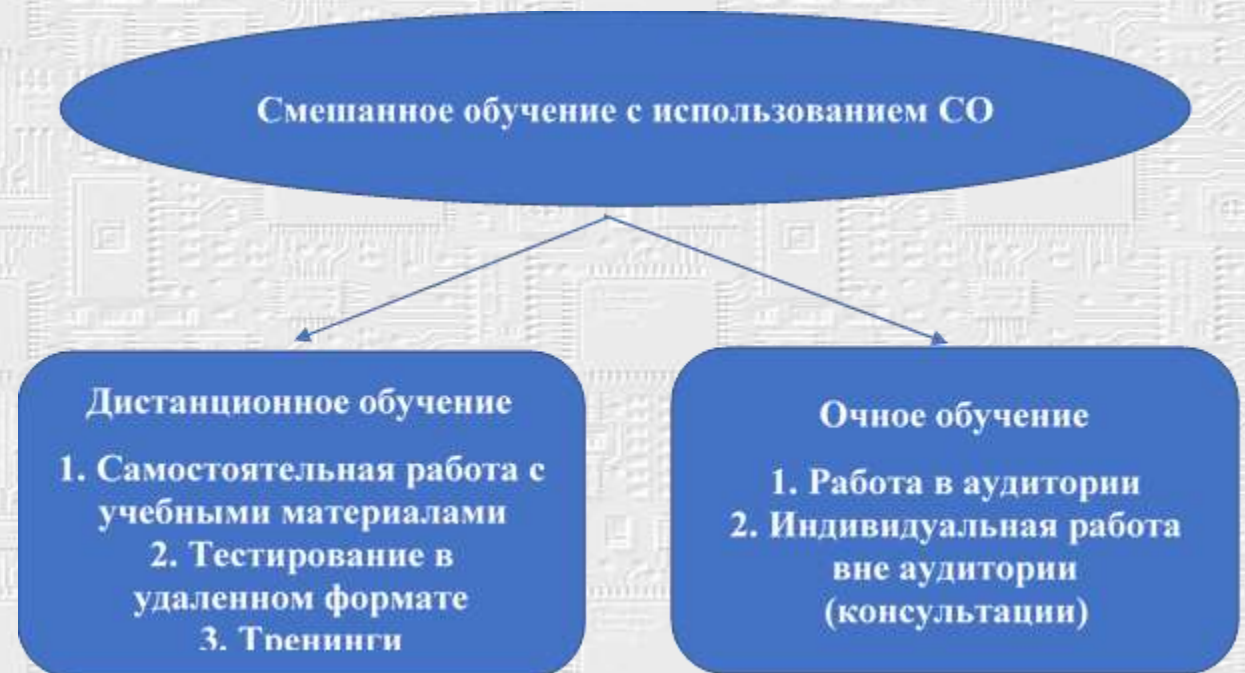 Смешанное обучение с использованием СО
Дистанционное обучение
1. Самостоятельная работа с
учебными материалами
2. Тестирование в
удаленном формате
3. Тренинги
Очное обучение
1. Работа в аудитории
2. Индивидуальная работа
вне аудитории
(консультации)